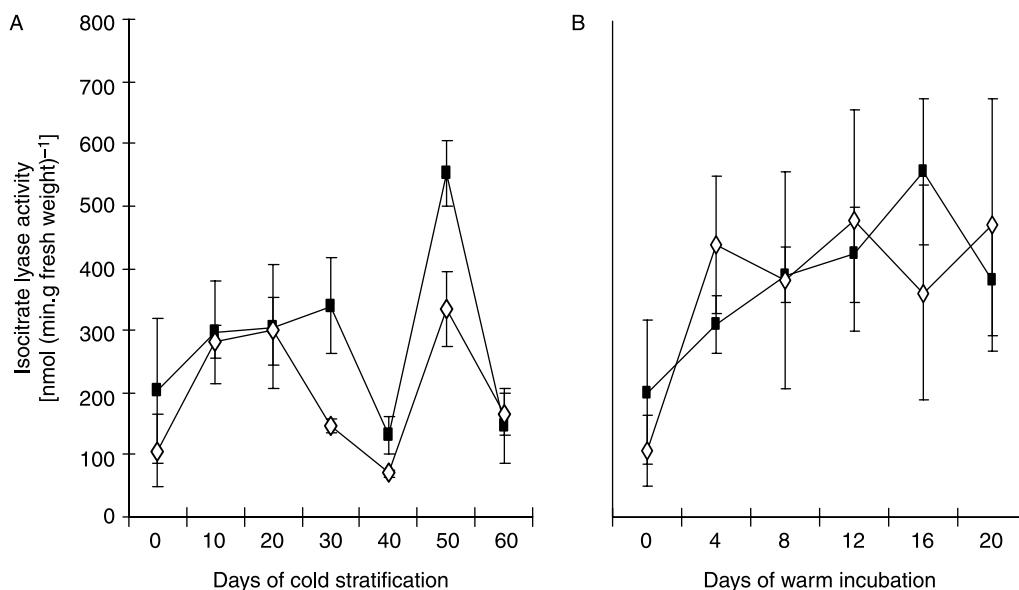 A
B
800
700
600
500
400
300
200
100
0
Isocitrate lyase activity
[nmol (min.g fresh weight)⁻¹]
0 10 20 30 40 50 60
Days of cold stratification
0 4 8 12 16 20
Days of warm incubation